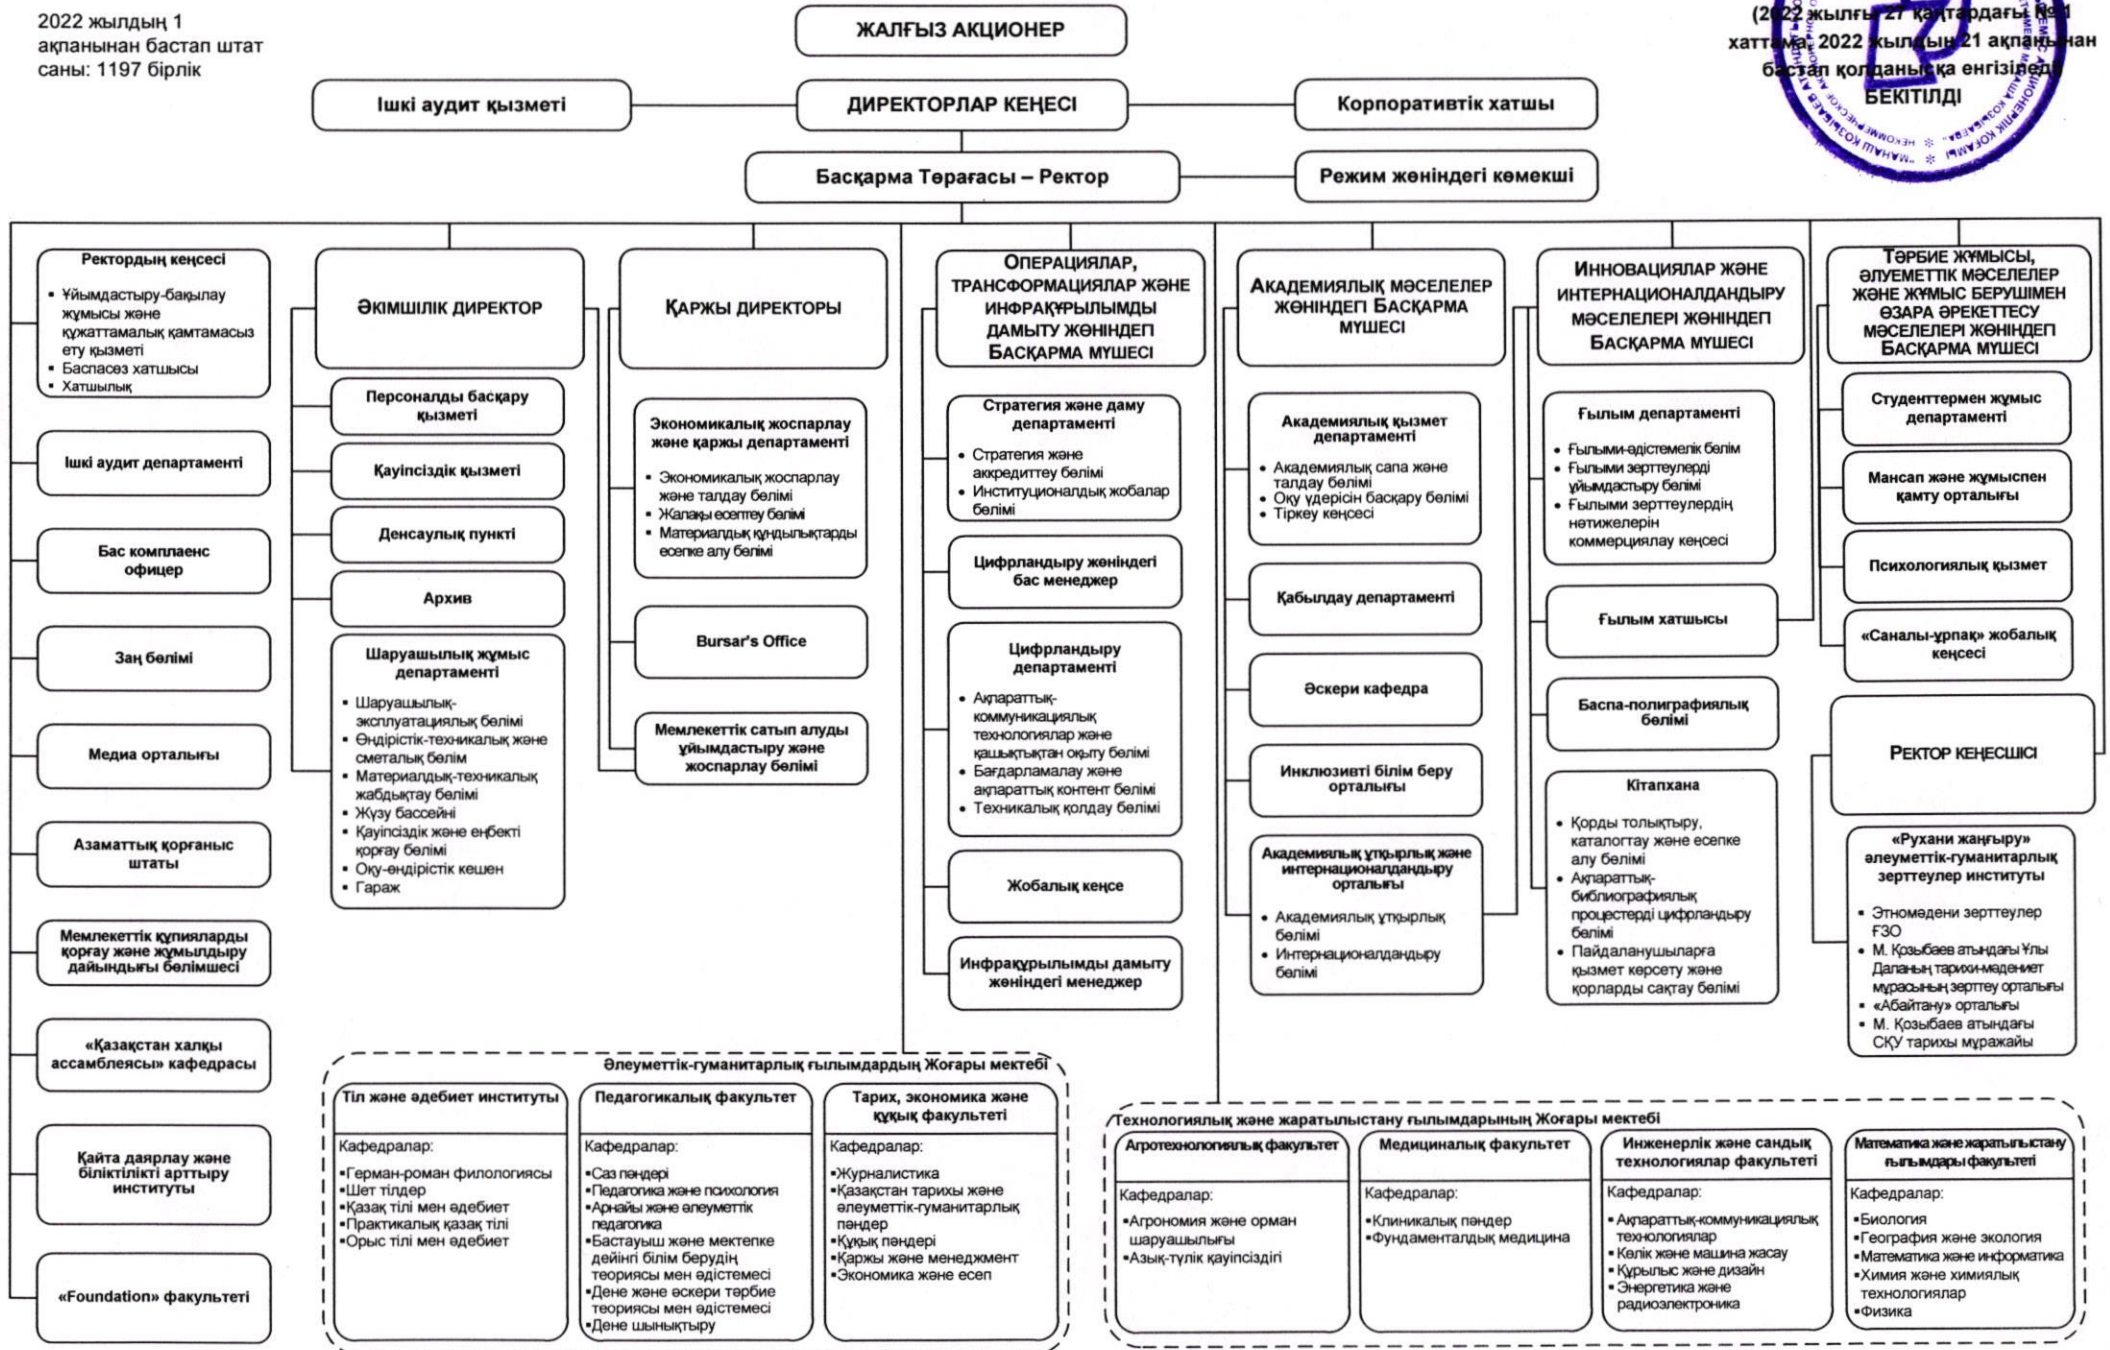 2022 жылдың 1
ақпанынан бастап штат
саны: 1197 бірлік
ЖАЛҒЫЗ АКЦИОНЕР
(2022 жылғы 27 қаңтардағы №1
хаттама, 2022 жылдың 21 ақпанынан
бастап қолданысқа енгізіледі)
БЕКІТІЛДІ
Ішкі аудит қызметі
ДИРЕКТОРЛАР КЕҢЕСІ
Корпоративтік хатшы
Басқарма Төрағасы – Ректор
Режим жөніндегі көмекші
Ректордың кеңсесі
▪ Ұйымдастыру-бақылау
жұмысы және
құжаттамалық қамтамасыз
ету қызметі
▪ Баспасөз хатшысы
▪ Хатшылық
Ішкі аудит департаменті
Бас комплаенс
офицер
Заң бөлімі
Медиа орталығы
Азаматтық қорғаныс
штаты
Мемлекеттік құпияларды
қорғау және жұмылдыру
дайындығы бөлімшесі
«Қазақстан халқы
ассамблеясы» кафедрасы
Қайта даярлау және
біліктілікті арттыру
институты
«Foundation» факультеті
ӘКІМШІЛІК ДИРЕКТОР
Персоналды басқару
қызметі
Қауіпсіздік қызметі
Денсаулық пункті
Архив
Шаруашылық жұмыс
департаменті
▪ Шаруашылық-
эксплуатациялық бөлімі
▪ Өндірістік-техникалық және
сметалық бөлім
▪ Материалдық-техникалық
жабдықтау бөлімі
▪ Жүзу бассейні
▪ Қауіпсіздік және еңбекті
қорғау бөлімі
▪ Оқу-өндірістік кешен
▪ Гараж
ҚАРЖЫ ДИРЕКТОРЫ
Экономикалық жоспарлау
және қаржы департаменті
▪ Экономикалық жоспарлау
және талдау бөлімі
▪ Жалақы есептеу бөлімі
▪ Материалдық құндылықтарды
есепке алу бөлімі
Bursar's Office
Мемлекеттік сатып алуды
ұйымдастыру және
жоспарлау бөлімі
ОПЕРАЦИЯЛАР,
ТРАНСФОРМАЦИЯЛАР ЖӘНЕ
ИНФРАҚҰРЫЛЫМДЫ
ДАМЫТУ ЖӨНІНДЕГІ
БАСҚАРМА МҮШЕСІ
Стратегия және даму
департаменті
• Стратегия және
аккредиттеу бөлімі
• Институционалдық жобалар
бөлімі
Цифрландыру жөніндегі
бас менеджер
Цифрландыру
департаменті
• Ақпараттық-
коммуникациялық
технологиялар және
қашықтықтан оқыту бөлімі
• Бағдарламалау және
ақпараттық контент бөлімі
• Техникалық қолдау бөлімі
Жобалық кеңсе
Инфрақұрылымды дамыту
жөніндегі менеджер
АКАДЕМИЯЛЫҚ МӘСЕЛЕЛЕР
ЖӨНІНДЕГІ БАСҚАРМА
МҮШЕСІ
Академиялық қызмет
департаменті
• Академиялық сапа және
талдау бөлімі
• Оқу үдерісін басқару бөлімі
• Тіркеу кеңсесі
Қабылдау департаменті
Әскери кафедра
Инклюзивті білім беру
орталығы
Академиялық ұтқырлық және
интернационалдандыру
орталығы
• Академиялық ұтқырлық
бөлімі
• Интернационалдандыру
бөлімі
ИННОВАЦИЯЛАР ЖӘНЕ
ИНТЕРНАЦИОНАЛДАНДЫРУ
МӘСЕЛЕЛЕРІ ЖӨНІНДЕГІ
БАСҚАРМА МҮШЕСІ
Ғылым департаменті
• Ғылыми-әдістемелік бөлім
• Ғылыми зерттеулерді
ұйымдастыру бөлімі
• Ғылыми зерттеулердің
нәтижелерін
коммерциялау кеңсесі
Ғылым хатшысы
Баспа-полиграфиялық
бөлімі
Кітапхана
• Қорды толықтыру,
каталогтау және есепке
алу бөлімі
• Ақпараттық-
библиографиялық
процестерді цифрландыру
бөлімі
• Пайдаланушыларға
қызмет көрсету және
қорларды сақтау бөлімі
ТӘРБИЕ ЖҰМЫСЫ,
ӘЛУЕМЕТТІК МӘСЕЛЕЛЕР
ЖӘНЕ ЖҰМЫС БЕРУШІМЕН
ӨЗАРА ӘРЕКЕТТЕСУ
МӘСЕЛЕЛЕРІ ЖӨНІНДЕГІ
БАСҚАРМА МҮШЕСІ
Студенттермен жұмыс
департаменті
Мансап және жұмыспен
қамту орталығы
Психологиялық қызмет
«Саналы-ұрпақ» жобалық
кеңсесі
РЕКТОР КЕҢЕСШІСІ
«Рухани жаңғыру»
әлеуметтік-гуманитарлық
зерттеулер институты
▪ Этномәдени зерттеулер
ҒЗО
▪ М. Қозыбаев атындағы Ұлы
Даланың тарихи-мәдениет
мұрасының зерттеу орталығы
▪ «Абайтану» орталығы
▪ М. Қозыбаев атындағы
СҚУ тарихы мұражайы
Әлеуметтік-гуманитарлық ғылымдардың Жоғары мектебі
Тіл және әдебиет институты
Кафедралар:
▪Герман-роман филологиясы
▪Шет тілдер
▪Қазақ тілі мен әдебиет
▪Практикалық қазақ тілі
▪Орыс тілі мен әдебиет
Педагогикалық факультет
Кафедралар:
▪Саз пәндері
▪Педагогика және психология
▪Арнайы және әлеуметтік
педагогика
▪Бастауыш және мектепке
дейінгі білім берудің
теориясы мен әдістемесі
▪Дене және әскери тәрбие
теориясы мен әдістемесі
▪Дене шынықтыру
Тарих, экономика және
құқық факультеті
Кафедралар:
▪Журналистика
▪Қазақстан тарихы және
әлеуметтік-гуманитарлық
пәндер
▪Құқық пәндері
▪Қаржы және менеджмент
▪Экономика және есеп
Технологиялық және жаратылыстану ғылымдарының Жоғары мектебі
Агротехнологиялық факультет
Кафедралар:
▪Агрономия және орман
шаруашылығы
▪Азық-түлік қауіпсіздігі
Медициналық факультет
Кафедралар:
▪Клиникалық пәндер
▪Фундаменталдық медицина
Инженерлік және сандық
технологиялар факультеті
Кафедралар:
▪Ақпараттық-коммуникациялық
технологиялар
▪Көлік және машина жасау
▪Құрылыс және дизайн
▪Энергетика және
радиоэлектроника
Математика және жаратылыстану
ғылымдары факультеті
Кафедралар:
▪Биология
▪География және экология
▪Математика және информатика
▪Химия және химиялық
технологиялар
▪Физика